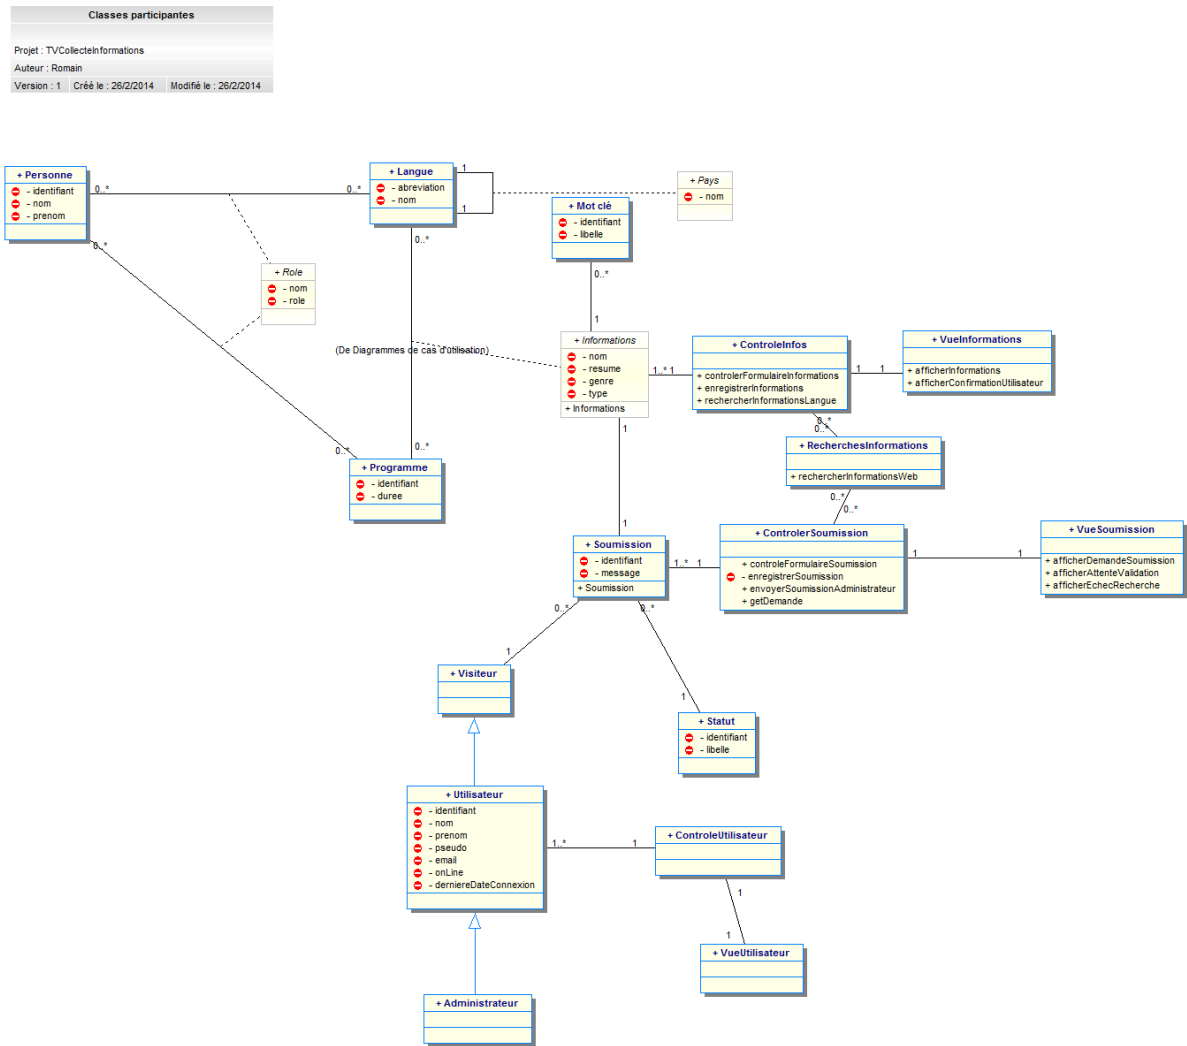 Classes participantes
Projet : TVCollecteInformations
Auteur : Romain
Version : 1 Créé le : 26/2/2014 Modifié le : 26/2/2014
+ Personne
- identifiant
- nom
- prenom
0..*
0..*
0..*
+ Langue
- abreviation
- nom
1
1
0..*
+ Pays
- nom
+ Mot clé
- identifiant
- libelle
0..*
1
+ Role
- nom
- role
(De Diagrammes de cas d'utilisation)
+ Informations
- nom
- resume
- genre
- type
+ Informations
1..* 1
1
+ ControleInfos
+ controlerFormulaireInformations
+ enregistrerInformations
+ rechercherInformationsLangue
1 1
0..*
0..*
+ VueInformations
+ afficherInformations
+ afficherConfirmationUtilisateur
+ RecherchesInformations
+ rechercherInformationsWeb
0..*
0..*
0..*
0..*
+ Programme
- identifiant
- duree
1
+ Soumission
- identifiant
- message
+ Soumission
1..* 1
0..*
0..*
+ ControlerSoumission
+ controleFormulaireSoumission
- enregistrerSoumission
+ envoyerSoumissionAdministrateur
+ getDemande
1 1
+ VueSoumission
+ afficherDemandeSoumission
+ afficherAttenteValidation
+ afficherEchecRecherche
1
+ Visiteur
1
+ Statut
- identifiant
- libelle
+ Utilisateur
- identifiant
- nom
- prenom
- pseudo
- email
- onLine
- derniereDateConnexion
1..* 1
+ ControleUtilisateur
1
1
+ VueUtilisateur
+ Administrateur